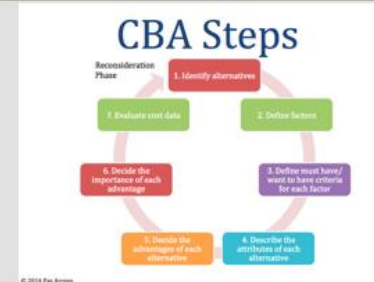 CBA Steps
Reconsideration
Phase
1. Identify alternatives
2. Define factors
3. Define must have/
want to have criteria
for each factor
4. Describe the
attributes of each
alternative
5. Decide the
advantages of each
alternative
6. Decide the
importance of each
advantage
7. Evaluate cost data
© 2014 Paz Arroyo